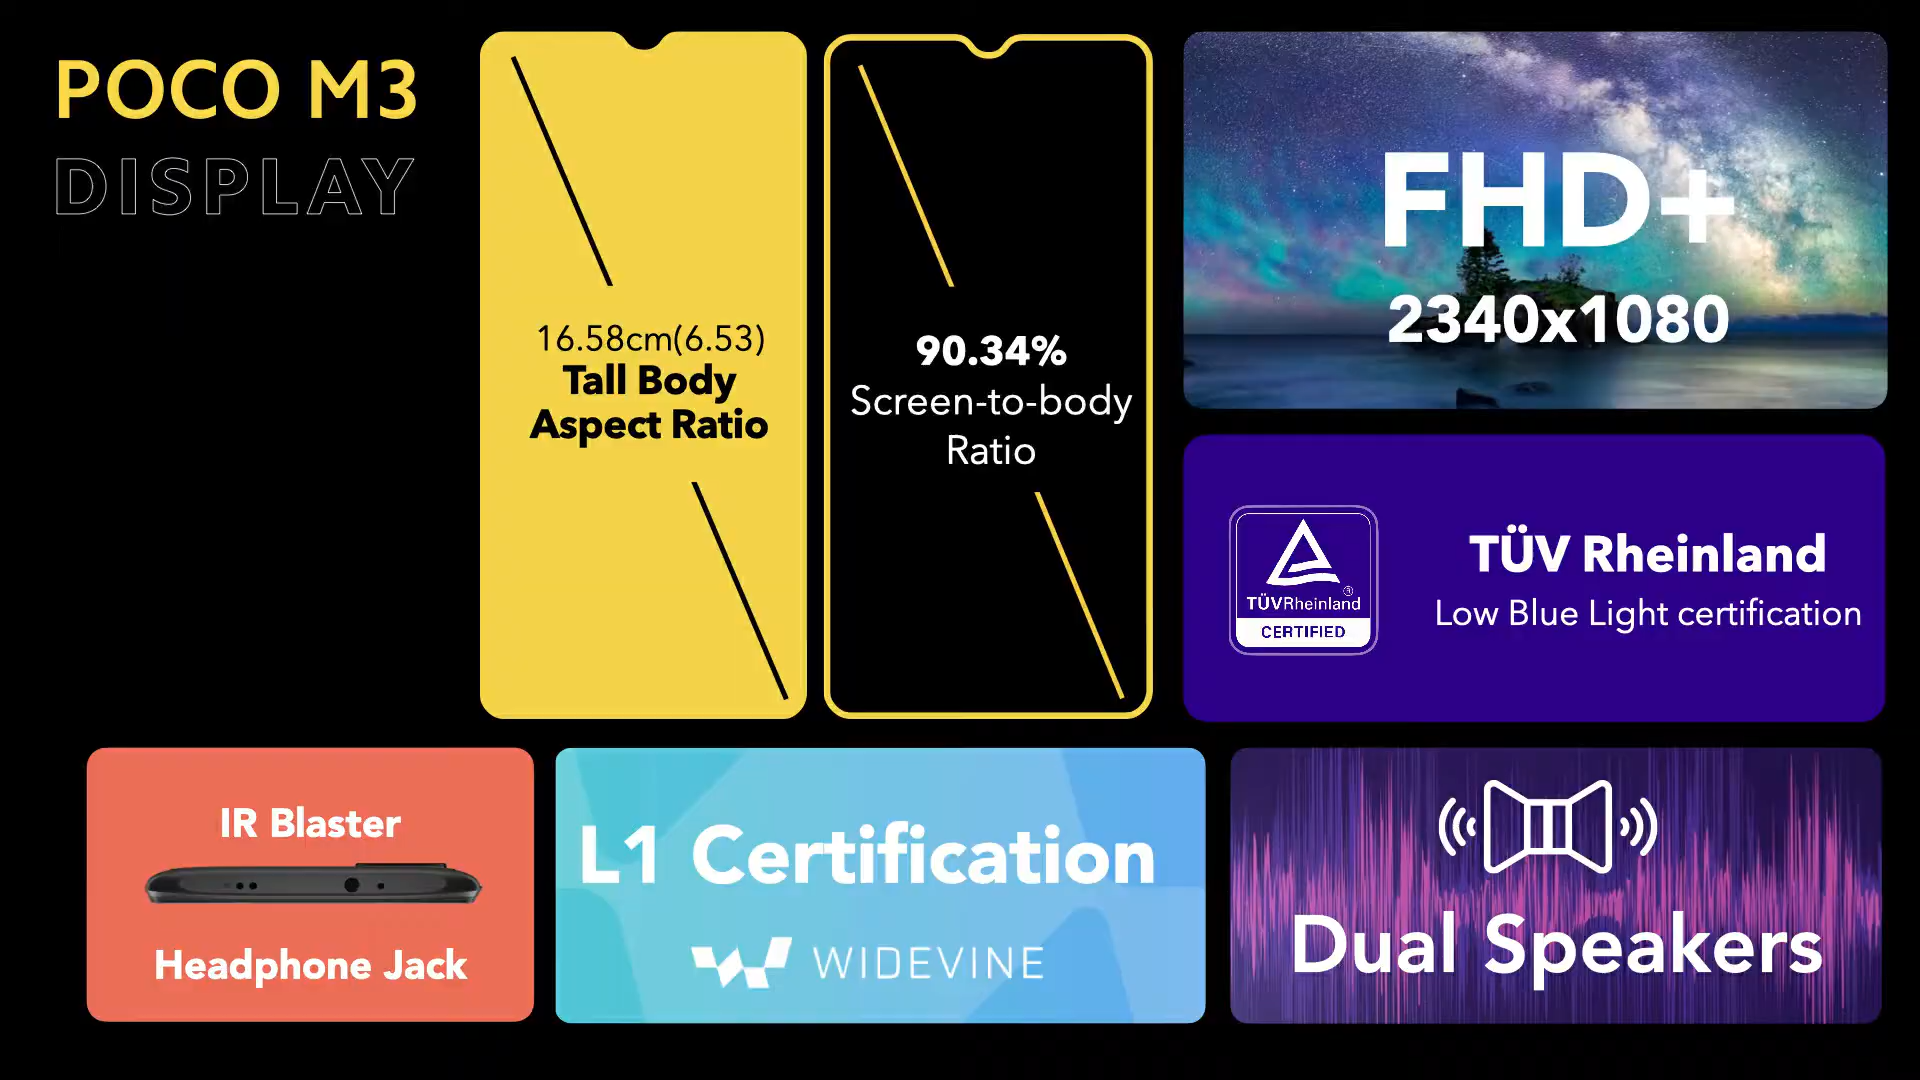 POCO M3
DISPLAY
16.58cm(6.53)
Tall Body
Aspect Ratio
90.34%
Screen-to-body
Ratio
FHD+
2340x1080
TÜVRheinland®
CERTIFIED
TÜV Rheinland
Low Blue Light certification
IR Blaster
Headphone Jack
L1 Certification
WIDEVINE
Dual Speakers